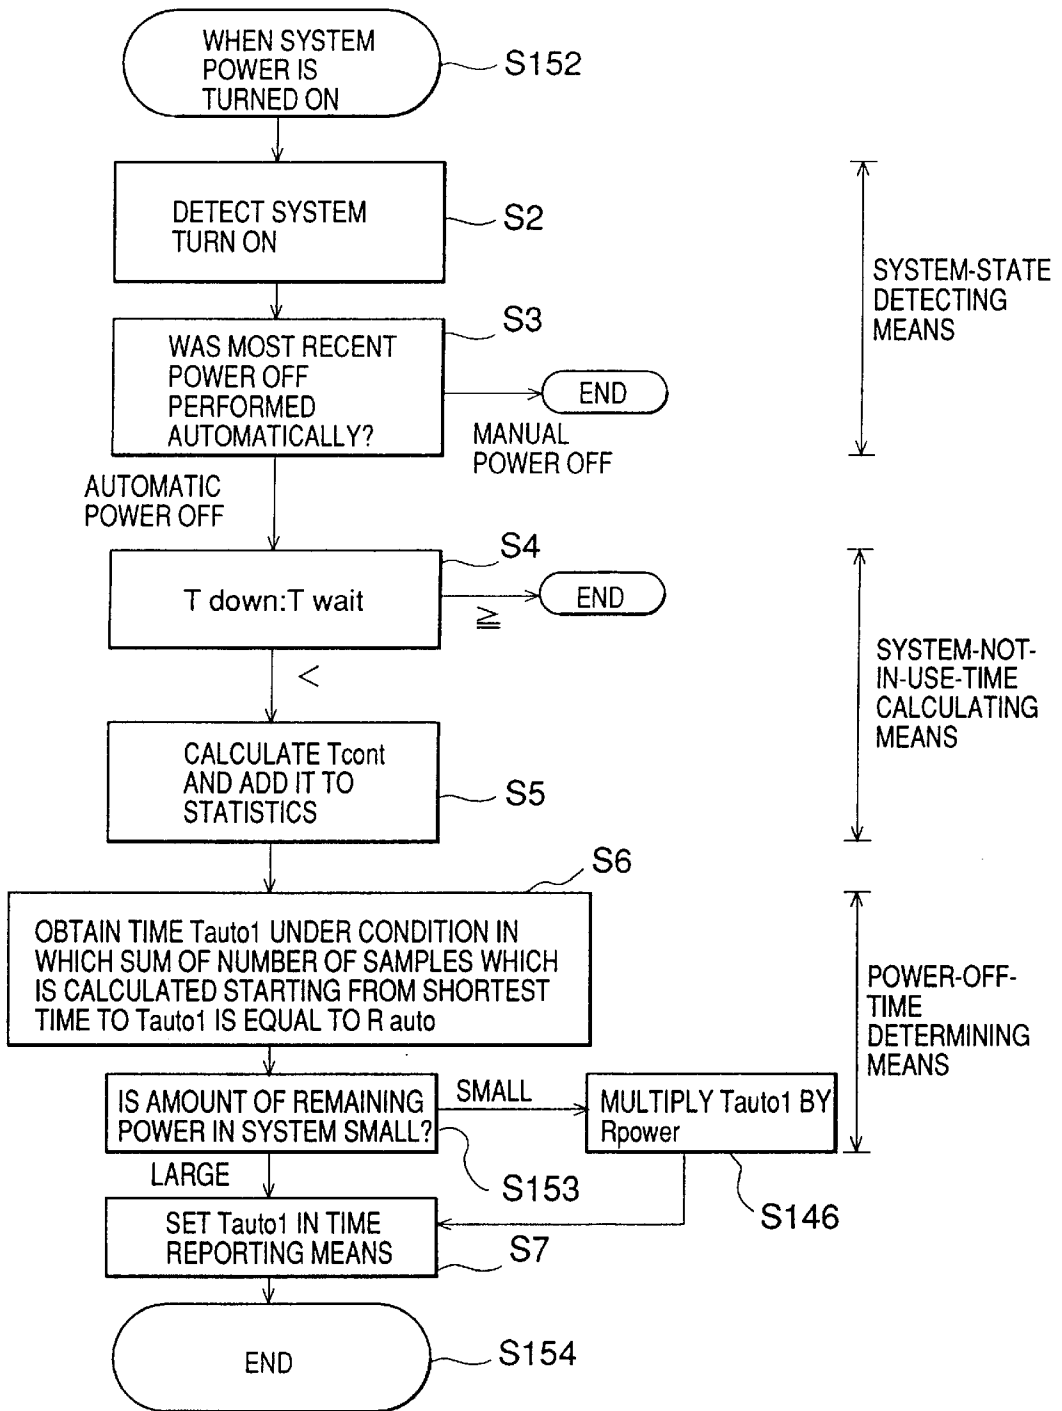 WHEN SYSTEM
POWER IS
TURNED ON
S152
DETECT SYSTEM
TURN ON
S2
SYSTEM-STATE
DETECTING
MEANS
S3
WAS MOST RECENT
POWER OFF
PERFORMED
AUTOMATICALLY?
END
MANUAL
POWER OFF
AUTOMATIC
POWER OFF
S4
T down:T wait
END
≧
<
SYSTEM-NOT-
IN-USE-TIME
CALCULATING
MEANS
CALCULATE Tcont
AND ADD IT TO
STATISTICS
S5
S6
OBTAIN TIME Tauto1 UNDER CONDITION IN
WHICH SUM OF NUMBER OF SAMPLES WHICH
IS CALCULATED STARTING FROM SHORTEST
TIME TO Tauto1 IS EQUAL TO R auto
POWER-OFF-
TIME
DETERMINING
MEANS
IS AMOUNT OF REMAINING
POWER IN SYSTEM SMALL?
SMALL
MULTIPLY Tauto1 BY
Rpower
LARGE
S153
S146
SET Tauto1 IN TIME
REPORTING MEANS
S7
END
S154